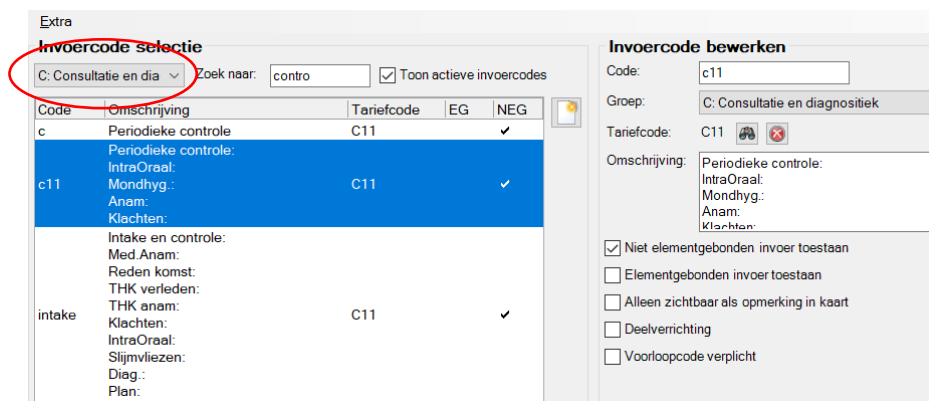 Extra
Invoercode selectie
C: Consultatie en dia
Zoek naar:
contro
Toon actieve invoercodes
Code Omschrijving Tariefcode EG NEG
c Periodieke controle C11
c11
Periodieke controle:
IntraOraal:
Mondhyg.:
Anam:
Klachten:
C11
intake
Intake en controle:
Med.Anam:
Reden komst:
THK verleden:
THK anam:
Klachten:
IntraOraal:
Slijmvliezen:
Diag.:
Plan:
C11
Invoercode bewerken
Code: c11
Groep: C: Consultatie en diagnositiek
Tariefcode: C11
Omschrijving: Periodieke controle:
IntraOraal:
Mondhyg.:
Anam:
Klachten:
Niet elementgebonden invoer toestaan
Elementgebonden invoer toestaan
Alleen zichtbaar als opmerking in kaart
Deelverrichting
Voorloopcode verplicht